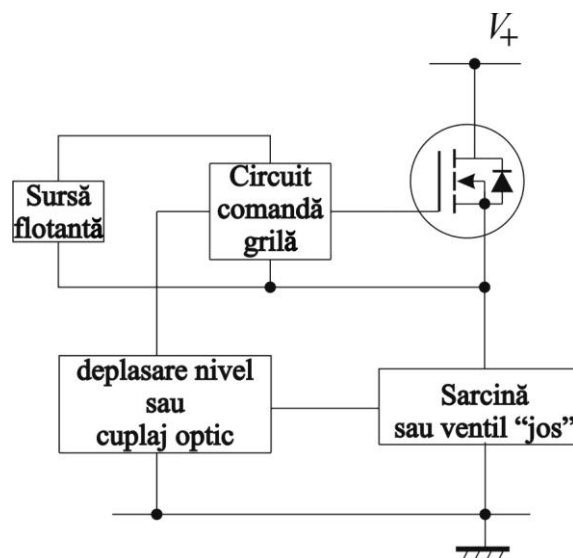 V+
Sursă
flotantă
Circuit
comandă
grilă
deplasare nivel
sau
cuplaj optic
Sarcină
sau ventil “jos”